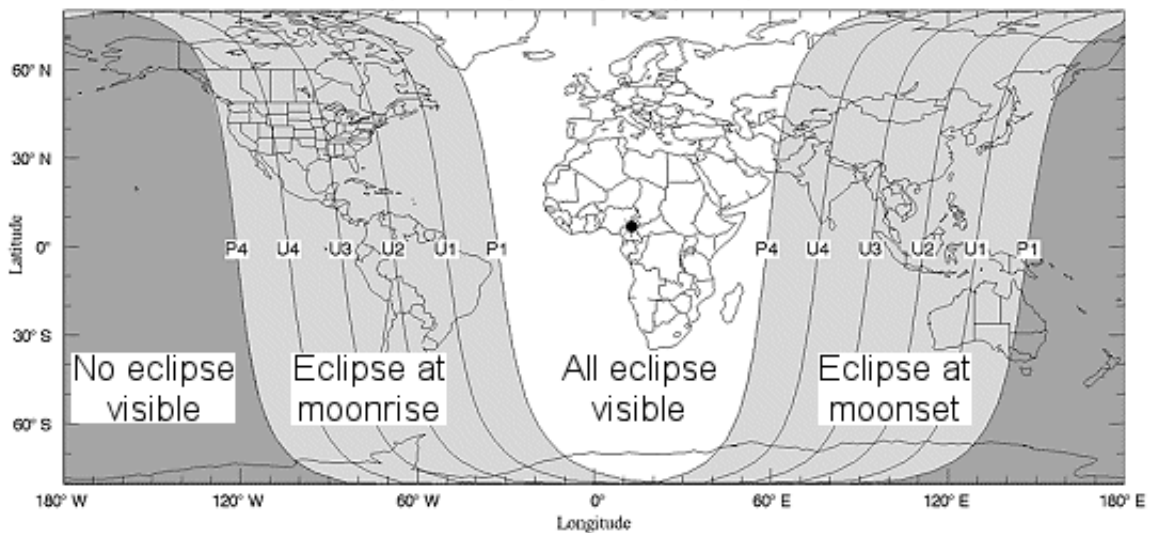 60° N
30° N
Latitude
0°
30° S
60° S
P4 U4 U3 U2 U1 P1 P4 U4 U3 U2 U1 P1
No eclipse
visible
Eclipse at
moonrise
All eclipse
visible
Eclipse at
moonset
180° W 120° W 60° W 0° 60° E 120° E 180° E
Longitude